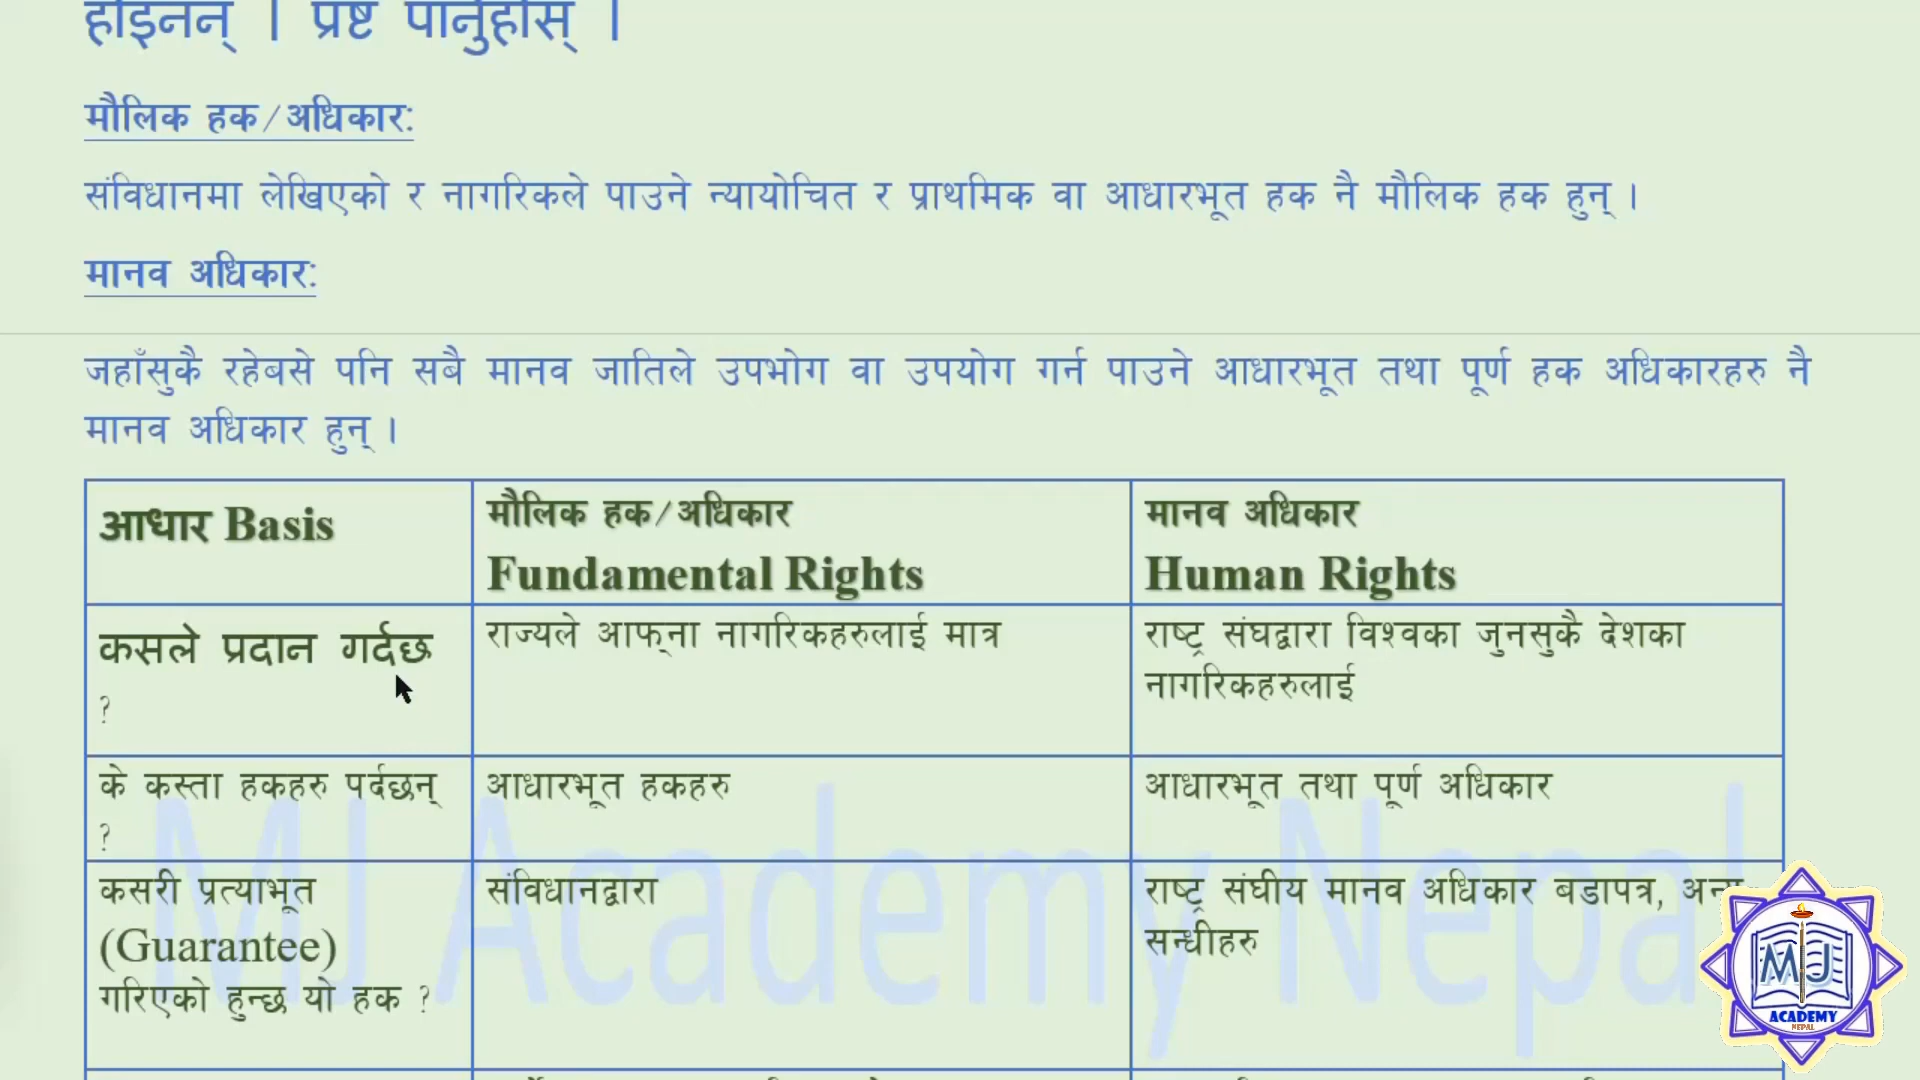 होइनन् । प्रष्ट पार्नुहोस् ।
मौलिक हक/अधिकार:
संविधानमा लेखिएको र नागरिकले पाउने न्यायोचित र प्राथमिक वा आधारभूत हक नै मौलिक हक हुन् ।
मानव अधिकार:
जहाँसुकै रहेबसे पनि सबै मानव जातिले उपभोग वा उपयोग गर्न पाउने आधारभूत तथा पूर्ण हक अधिकारहरु नै
मानव अधिकार हुन् ।
आधार Basis
मौलिक हक/अधिकार
Fundamental Rights
मानव अधिकार
Human Rights
कसले प्रदान गर्दछ
?
राज्यले आफ्ना नागरिकहरुलाई मात्र
राष्ट्र संघद्वारा विश्वका जुनसुकै देशका
नागरिकहरुलाई
के कस्ता हकहरु पर्दछन्
?
आधारभूत हकहरु
आधारभूत तथा पूर्ण अधिकार
कसरी प्रत्याभूत
(Guarantee)
गरिएको हुन्छ यो हक ?
संविधानद्वारा
राष्ट्र संघीय मानव अधिकार बडापत्र, अन्य
सन्धीहरु
MJ Academy Nepal
MJ
ACADEMY
NEPAL